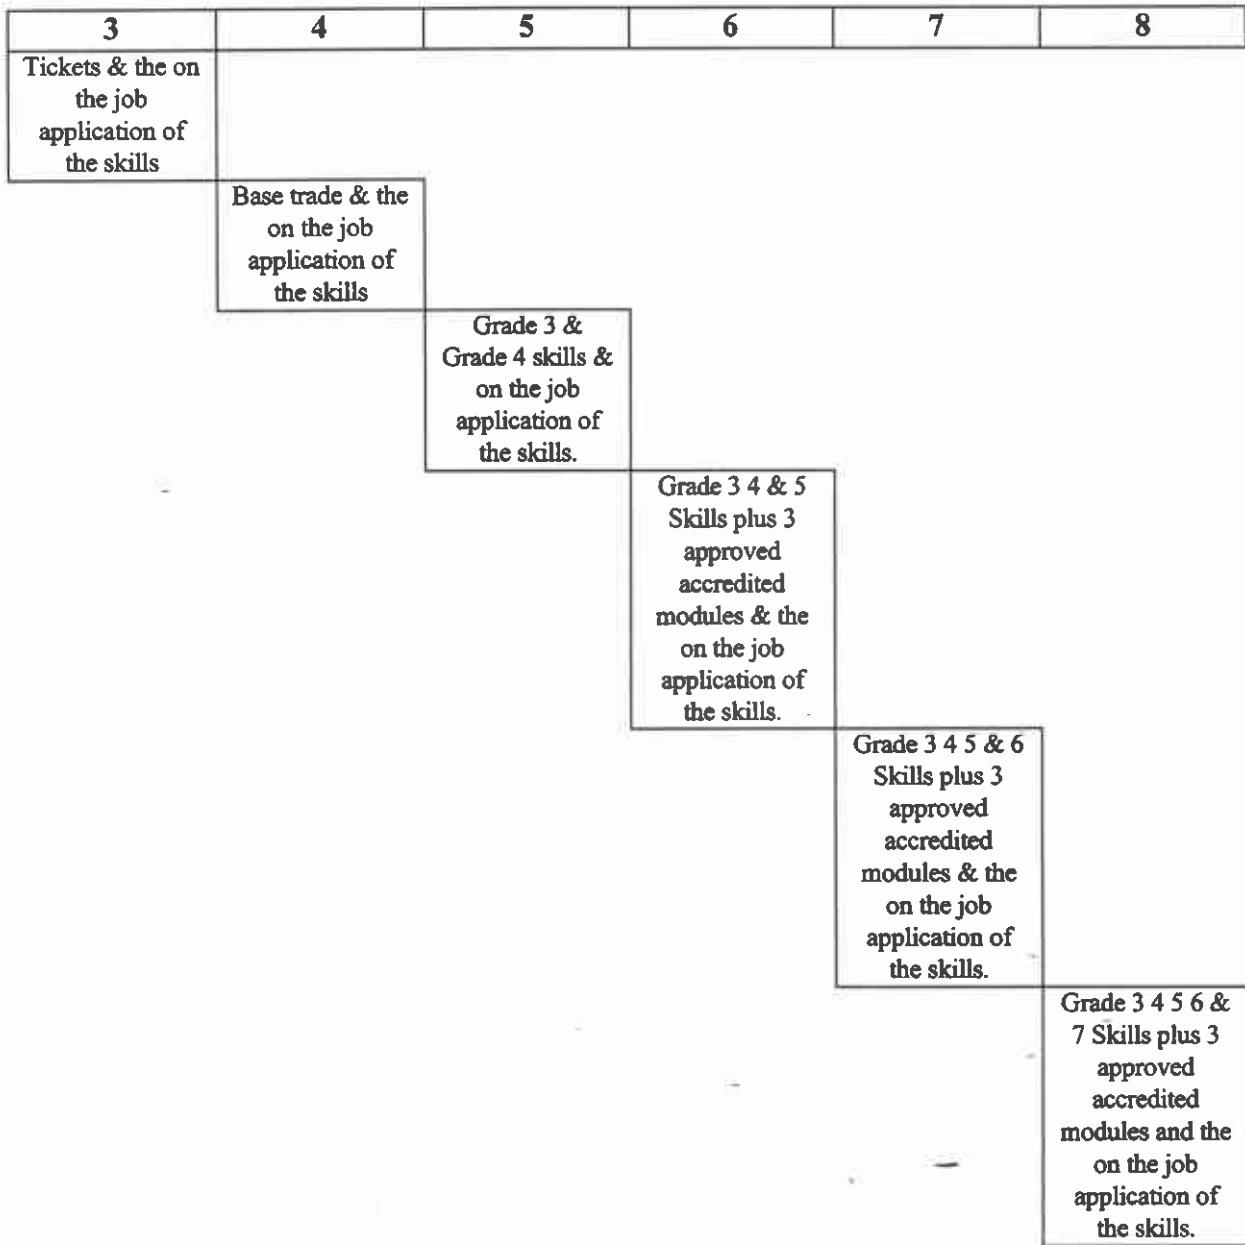 3 4 5 6 7 8
Tickets & the on
the job
application of
the skills
Base trade & the
on the job
application of
the skills
Grade 3 &
Grade 4 skills &
on the job
application of
the skills.
Grade 3 4 & 5
Skills plus 3
approved
accredited
modules & the
on the job
application of
the skills.
Grade 3 4 5 & 6
Skills plus 3
approved
accredited
modules & the
on the job
application of
the skills.
Grade 3 4 5 6 &
7 Skills plus 3
approved
accredited
modules and the
on the job
application of
the skills.